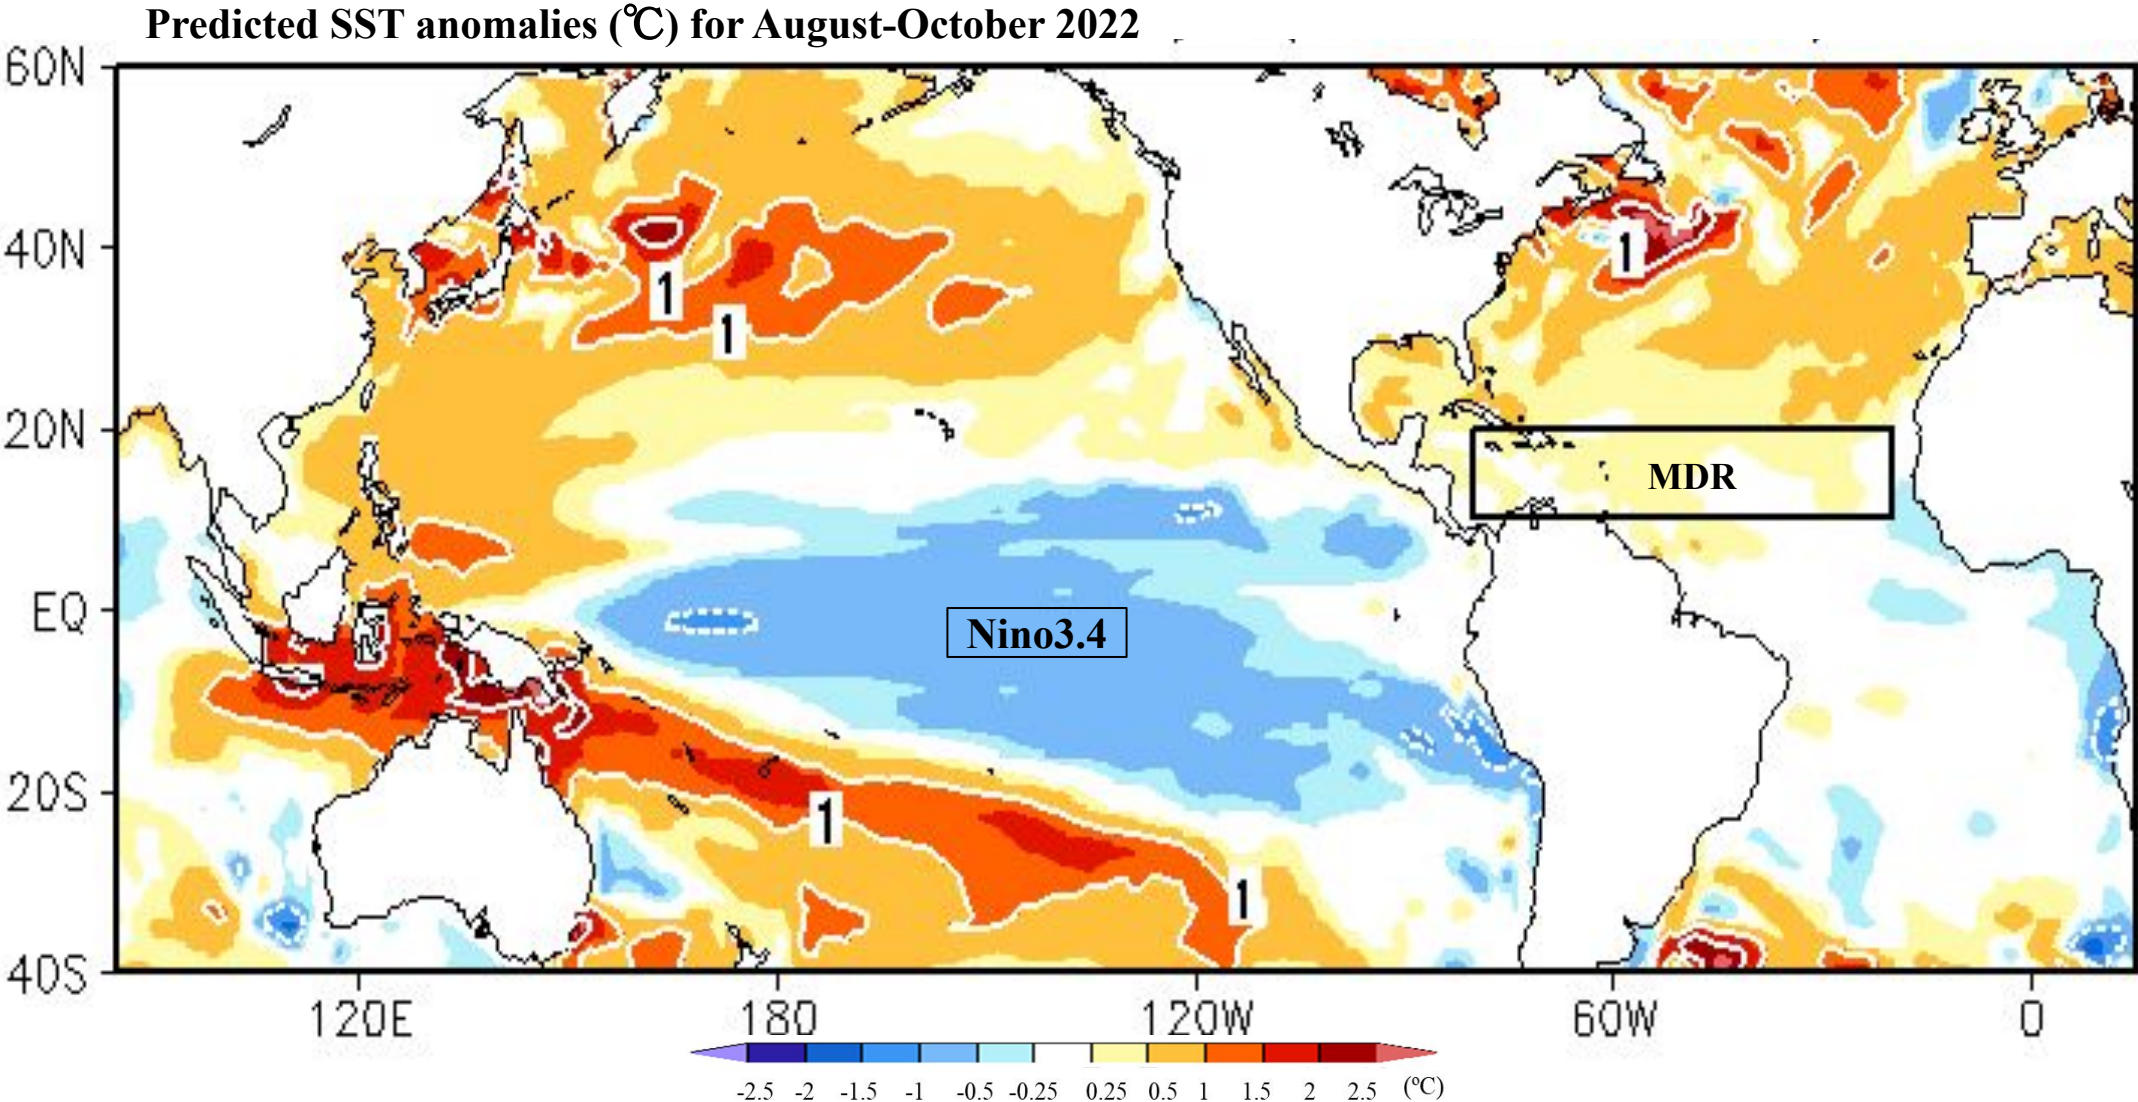 Predicted SST anomalies (℃) for August-October 2022
60N
40N
20N
EQ
20S
40S
1
1
1
MDR
Nino3.4
1
1
120E 180 120W 60W 0
-2.5 -2 -1.5 -1 -0.5 -0.25 0.25 0.5 1 1.5 2 2.5 (ºC)